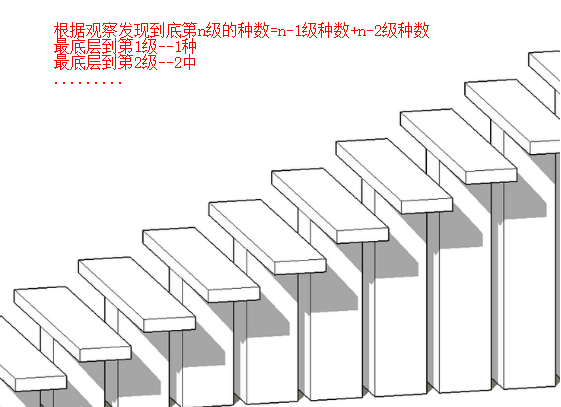 根据观察发现到底第n级的种数=n-1级种数+n-2级种数
最底层到第1级--1种
最底层到第2级--2中
.........